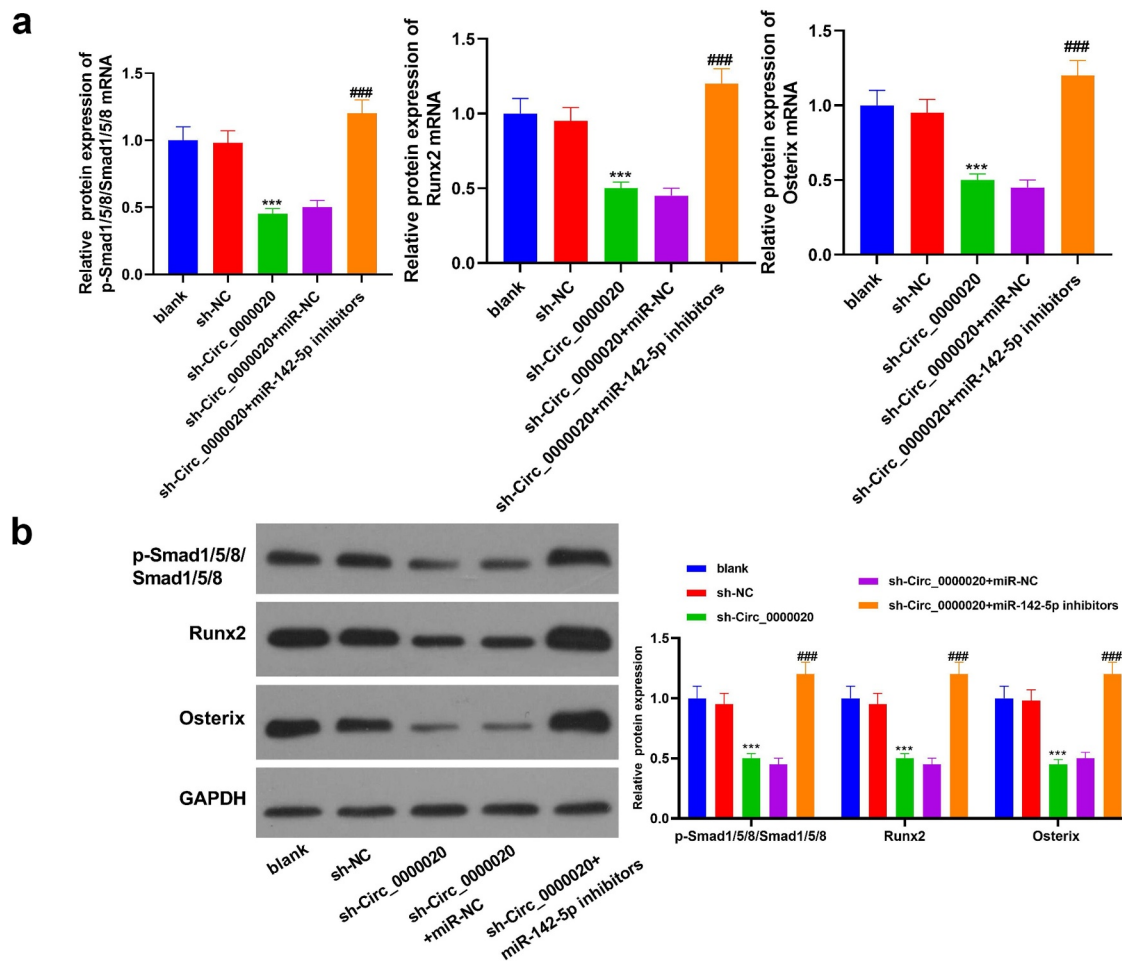 a
Relative protein expression of
p-Smad1/5/8/Smad1/5/8 mRNA
1.5
1.0
0.5
0.0
***
###
blank
sh-NC
sh-Circ_0000020
sh-Circ_0000020+miR-NC
sh-Circ_0000020+miR-142-5p inhibitors
Relative protein expression of
Runx2 mRNA
1.5
1.0
0.5
0.0
***
###
blank
sh-NC
sh-Circ_0000020
sh-Circ_0000020+miR-NC
sh-Circ_0000020+miR-142-5p inhibitors
Relative protein expression of
Osterix mRNA
1.5
1.0
0.5
0.0
***
###
blank
sh-NC
sh-Circ_0000020
sh-Circ_0000020+miR-NC
sh-Circ_0000020+miR-142-5p inhibitors
b
p-Smad1/5/8/
Smad1/5/8
Runx2
Osterix
GAPDH
blank
sh-NC
sh-Circ_0000020
sh-Circ_0000020
+miR-NC
sh-Circ_0000020+
miR-142-5p inhibitors
blank
sh-NC
sh-Circ_0000020
sh-Circ_0000020+miR-NC
sh-Circ_0000020+miR-142-5p inhibitors
Relative protein expression
1.5
1.0
0.5
0.0
***
###
***
###
***
###
p-Smad1/5/8/Smad1/5/8
Runx2
Osterix